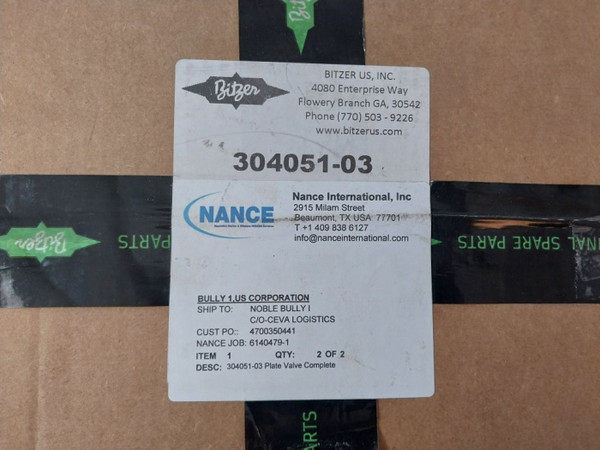 Bitzer
BITZER US, INC.
4080 Enterprise Way
Flowery Branch GA, 30542
Phone (770) 503 - 9226
www.bitzerus.com
304051-03
NANCE
Nance International, Inc
2915 Milam Street
Beaumont, TX USA 77701
T +1 409 838 6127
info@nanceinternational.com
BULLY 1,US CORPORATION
SHIP TO: NOBLE BULLY I
C/O-CEVA LOGISTICS
CUST PO:: 4700350441
NANCE JOB: 6140479-1
ITEM 1 QTY: 2 OF 2
DESC: 304051-03 Plate Valve Complete
Bitzer
SPARE PARTS
NAL SPARE PARTS
ARTS